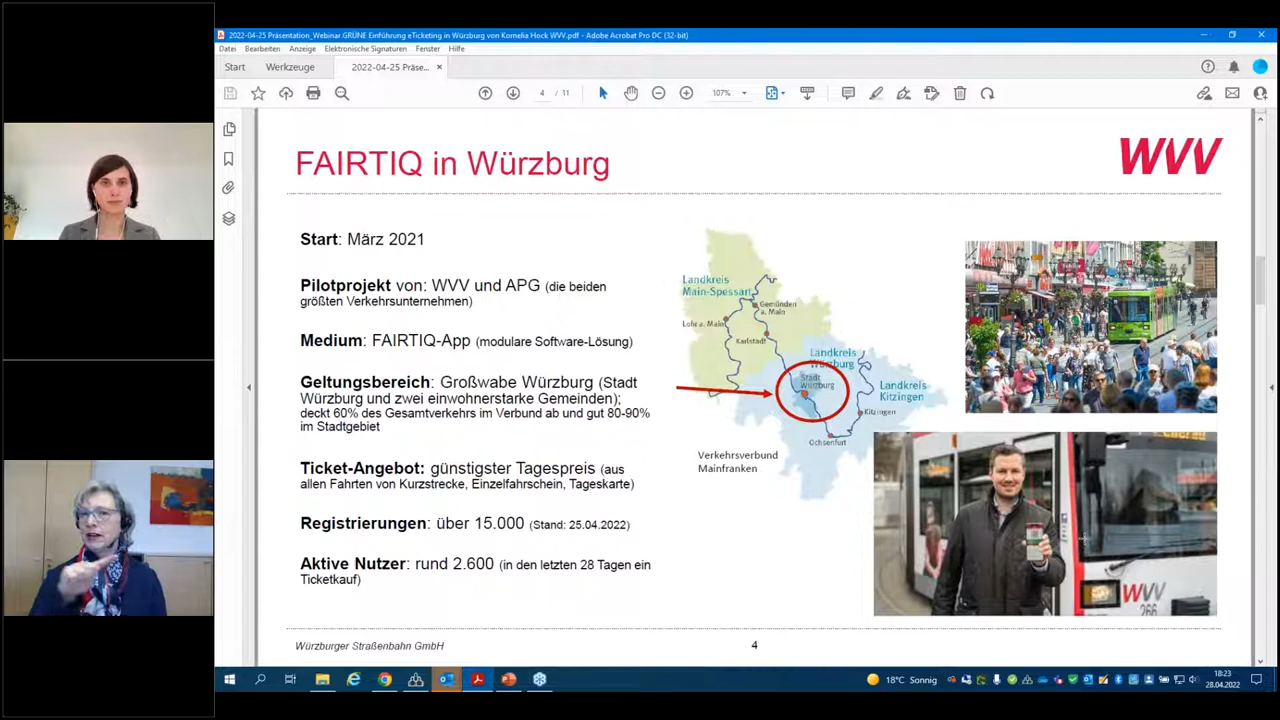 2022-04-25 Präsentation_Webinar GRÜNE Einführung eTicketing in Würzburg von Kornelia Hock WVV.pdf - Adobe Acrobat Pro DC (32-bit)
Datei Bearbeiten Anzeige Elektronische Signaturen Fenster Hilfe
Start Werkzeuge 2022-04-25 Präse... ×
4 / 11 107%
FAIRTIQ in Würzburg
WVV
Start: März 2021
Pilotprojekt von: WVV und APG (die beiden
größten Verkehrsunternehmen)
Medium: FAIRTIQ-App (modulare Software-Lösung)
Geltungsbereich: Großwabe Würzburg (Stadt
Würzburg und zwei einwohnerstarke Gemeinden);
deckt 60% des Gesamtverkehrs im Verbund ab und gut 80-90%
im Stadtgebiet
Ticket-Angebot: günstigster Tagespreis (aus
allen Fahrten von Kurzstrecke, Einzelfahrschein, Tageskarte)
Registrierungen: über 15.000 (Stand: 25.04.2022)
Aktive Nutzer: rund 2.600 (in den letzten 28 Tagen ein
Ticketkauf)
Landkreis
Main-Spessart
Gemünden
a. Main
Lohr a. Main
Karlstadt
Landkreis
Würzburg
Stadt
Würzburg
Landkreis
Kitzingen
Kitzingen
Ochsenfurt
Verkehrsverbund
Mainfranken
WVV
266
Würzburger Straßenbahn GmbH
4
18°C Sonnig
18:23
28.04.2022